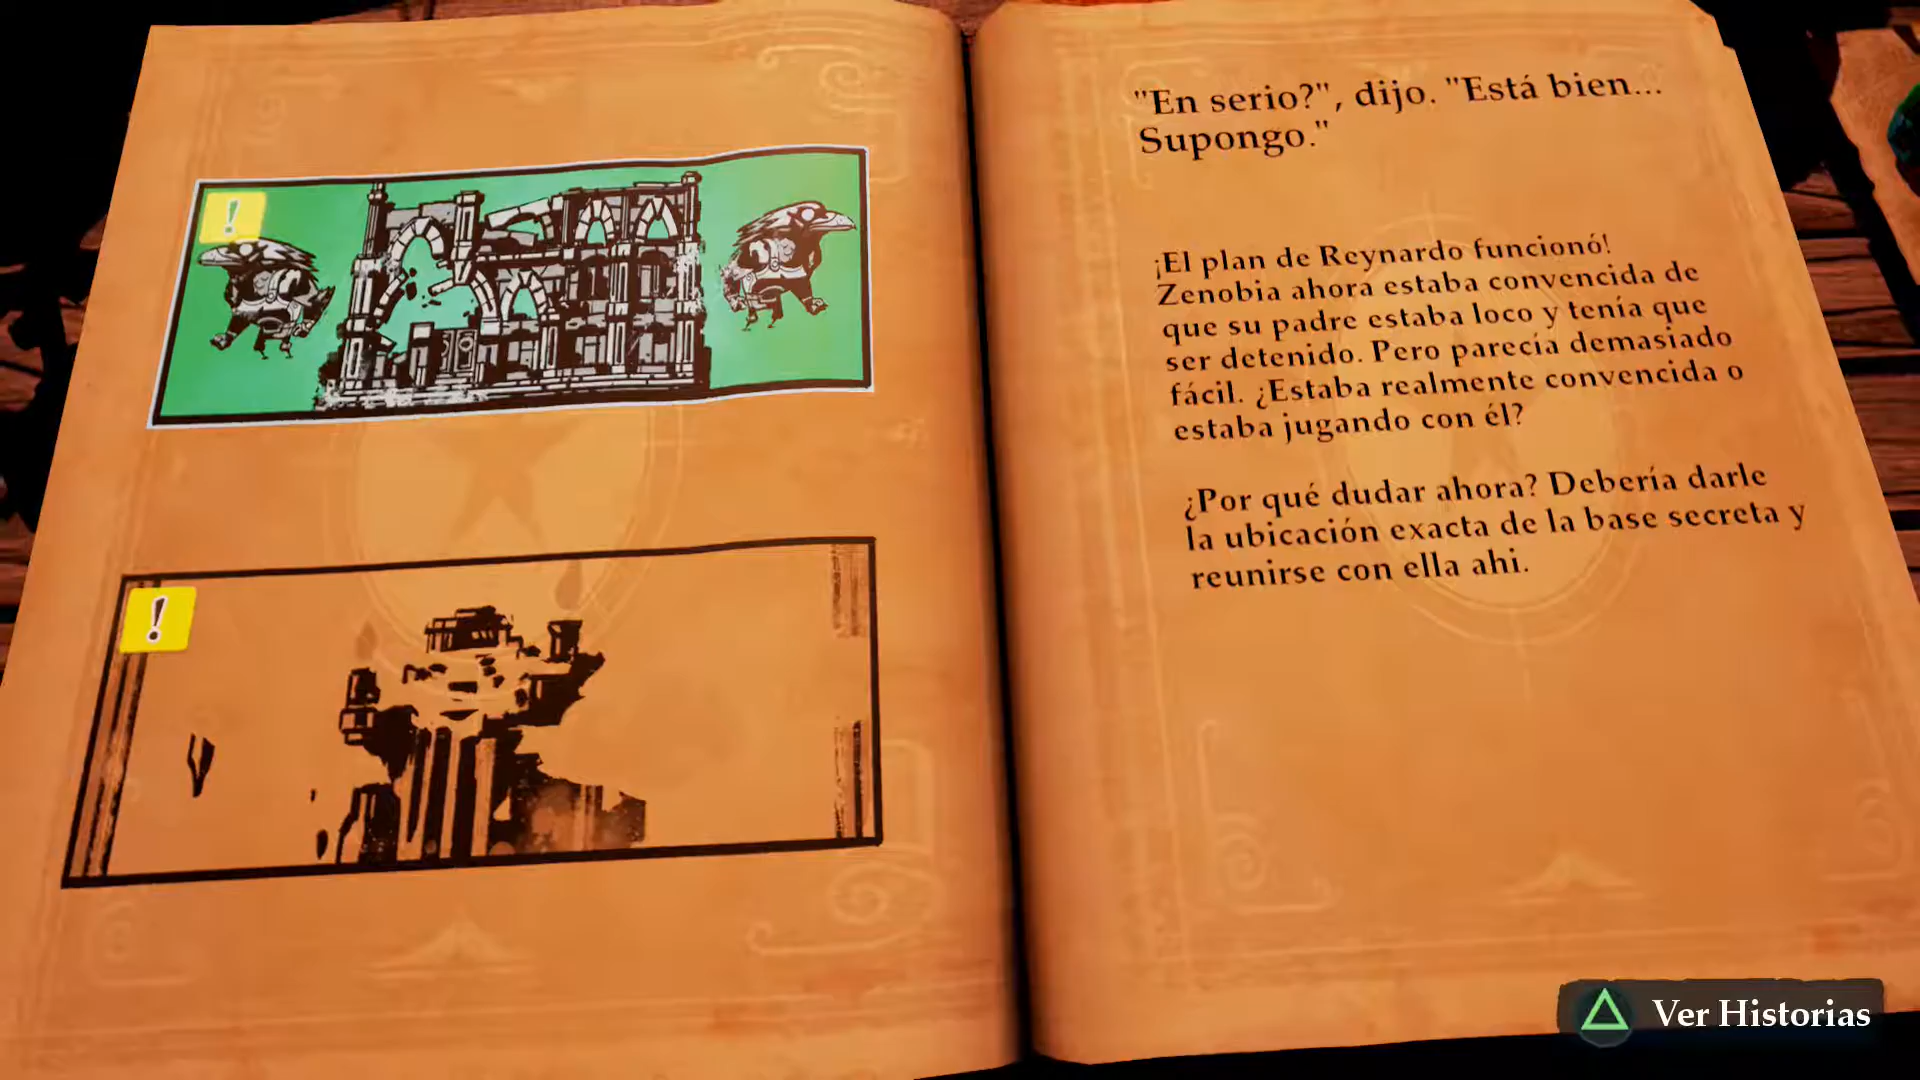 "En serio?", dijo. "Está bien...
Supongo."
¡El plan de Reynardo funcionó!
Zenobia ahora estaba convencida de
que su padre estaba loco y tenía que
ser detenido. Pero parecía demasiado
fácil. ¿Estaba realmente convencida o
estaba jugando con él?
¿Por qué dudar ahora? Debería darle
la ubicación exacta de la base secreta y
reunirse con ella ahi.
!
!
Ver Historias